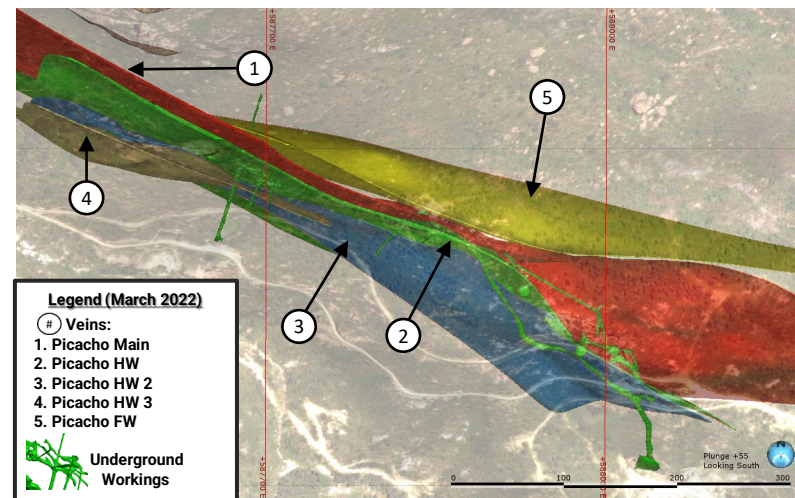 +587700 E
+588000 E
1
5
4
3
2
Legend (March 2022)
# Veins:
1. Picacho Main
2. Picacho HW
3. Picacho HW 2
4. Picacho HW 3
5. Picacho FW
Underground
Workings
+587700 E
+588000 E
Plunge +55
Looking South
0 100 200 300